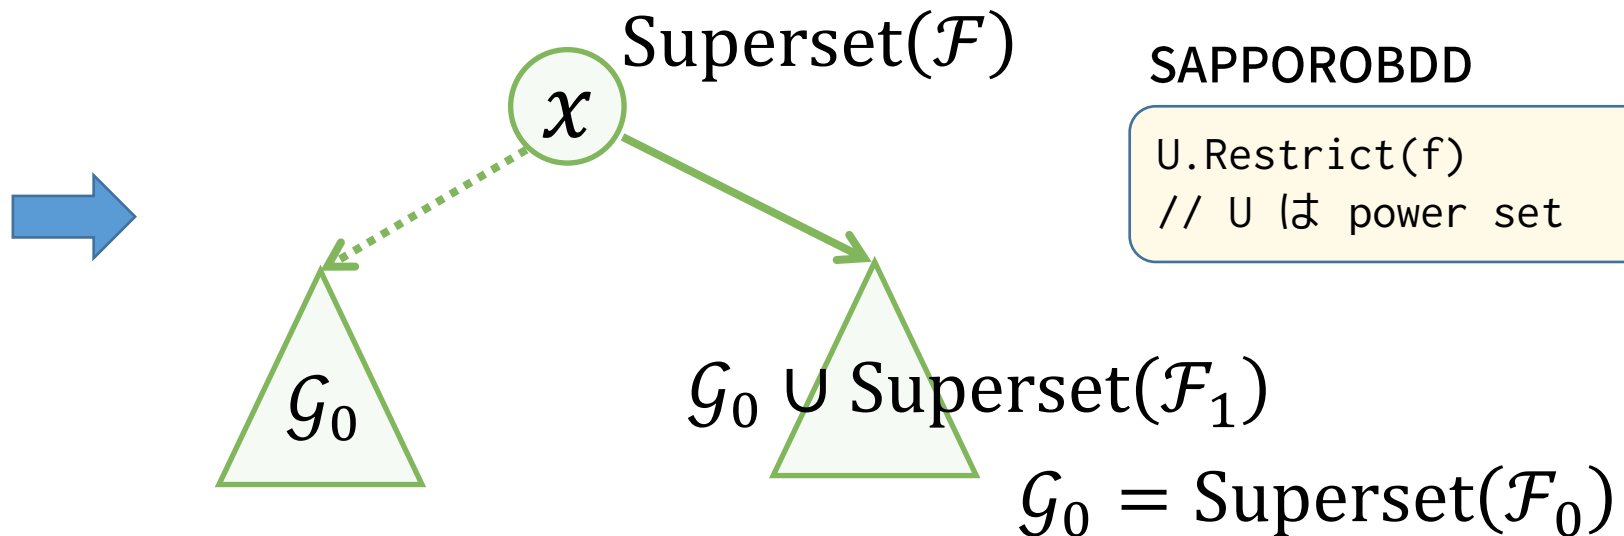 Superset(ℱ)
x
SAPPOROBDD
U.Restrict(f)
// U は power set
𝒢₀
𝒢₀ ∪ Superset(ℱ₁)
𝒢₀ = Superset(ℱ₀)